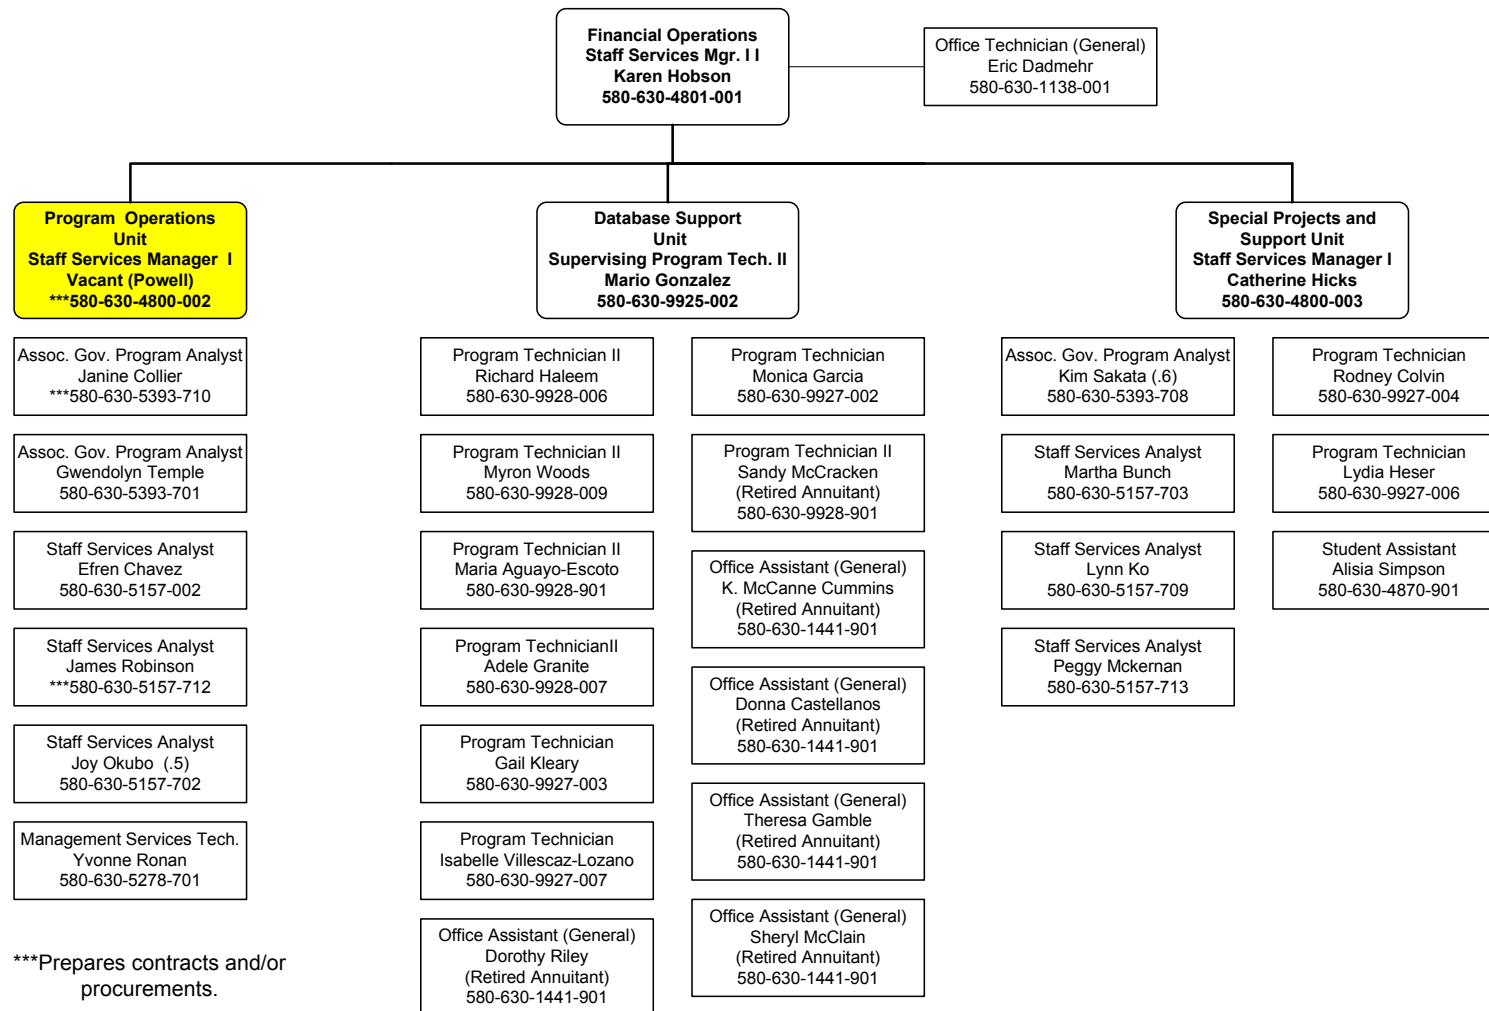 Financial Operations
Staff Services Mgr. I I
Karen Hobson
580-630-4801-001
Office Technician (General)
Eric Dadmehr
580-630-1138-001
Program  Operations
Unit
Staff Services Manager  I
Vacant (Powell)
***580-630-4800-002
Database Support
Unit
Supervising Program Tech. II
Mario Gonzalez
580-630-9925-002
Special Projects and
Support Unit
Staff Services Manager I
Catherine Hicks
580-630-4800-003
Assoc. Gov. Program Analyst
Janine Collier
***580-630-5393-710
Assoc. Gov. Program Analyst
Gwendolyn Temple
580-630-5393-701
Staff Services Analyst
Efren Chavez
580-630-5157-002
Staff Services Analyst
James Robinson
***580-630-5157-712
Staff Services Analyst
Joy Okubo  (.5)
580-630-5157-702
Management Services Tech.
Yvonne Ronan
580-630-5278-701
***Prepares contracts and/or
procurements.
Program Technician II
Richard Haleem
580-630-9928-006
Program Technician II
Myron Woods
580-630-9928-009
Program Technician II
Maria Aguayo-Escoto
580-630-9928-901
Program TechnicianII
Adele Granite
580-630-9928-007
Program Technician
Gail Kleary
580-630-9927-003
Program Technician
Isabelle Villescaz-Lozano
580-630-9927-007
Office Assistant (General)
Dorothy Riley
(Retired Annuitant)
580-630-1441-901
Program Technician
Monica Garcia
580-630-9927-002
Program Technician II
Sandy McCracken
(Retired Annuitant)
580-630-9928-901
Office Assistant (General)
K. McCanne Cummins
(Retired Annuitant)
580-630-1441-901
Office Assistant (General)
Donna Castellanos
(Retired Annuitant)
580-630-1441-901
Office Assistant (General)
Theresa Gamble
(Retired Annuitant)
580-630-1441-901
Office Assistant (General)
Sheryl McClain
(Retired Annuitant)
580-630-1441-901
Assoc. Gov. Program Analyst
Kim Sakata (.6)
580-630-5393-708
Staff Services Analyst
Martha Bunch
580-630-5157-703
Staff Services Analyst
Lynn Ko
580-630-5157-709
Staff Services Analyst
Peggy Mckernan
580-630-5157-713
Program Technician
Rodney Colvin
580-630-9927-004
Program Technician
Lydia Heser
580-630-9927-006
Student Assistant
Alisia Simpson
580-630-4870-901